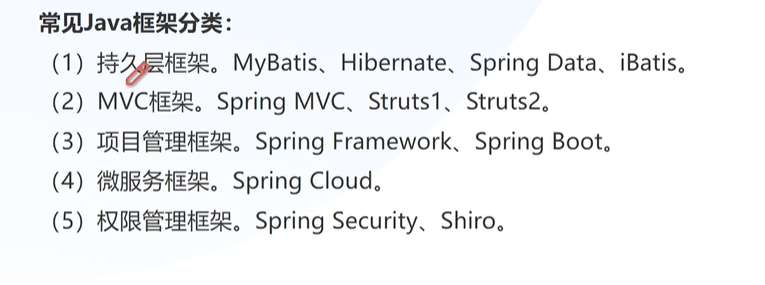 常见Java框架分类：
（1）持久层框架。MyBatis、Hibernate、Spring Data、iBatis。
（2）MVC框架。Spring MVC、Struts1、Struts2。
（3）项目管理框架。Spring Framework、Spring Boot。
（4）微服务框架。Spring Cloud。
（5）权限管理框架。Spring Security、Shiro。